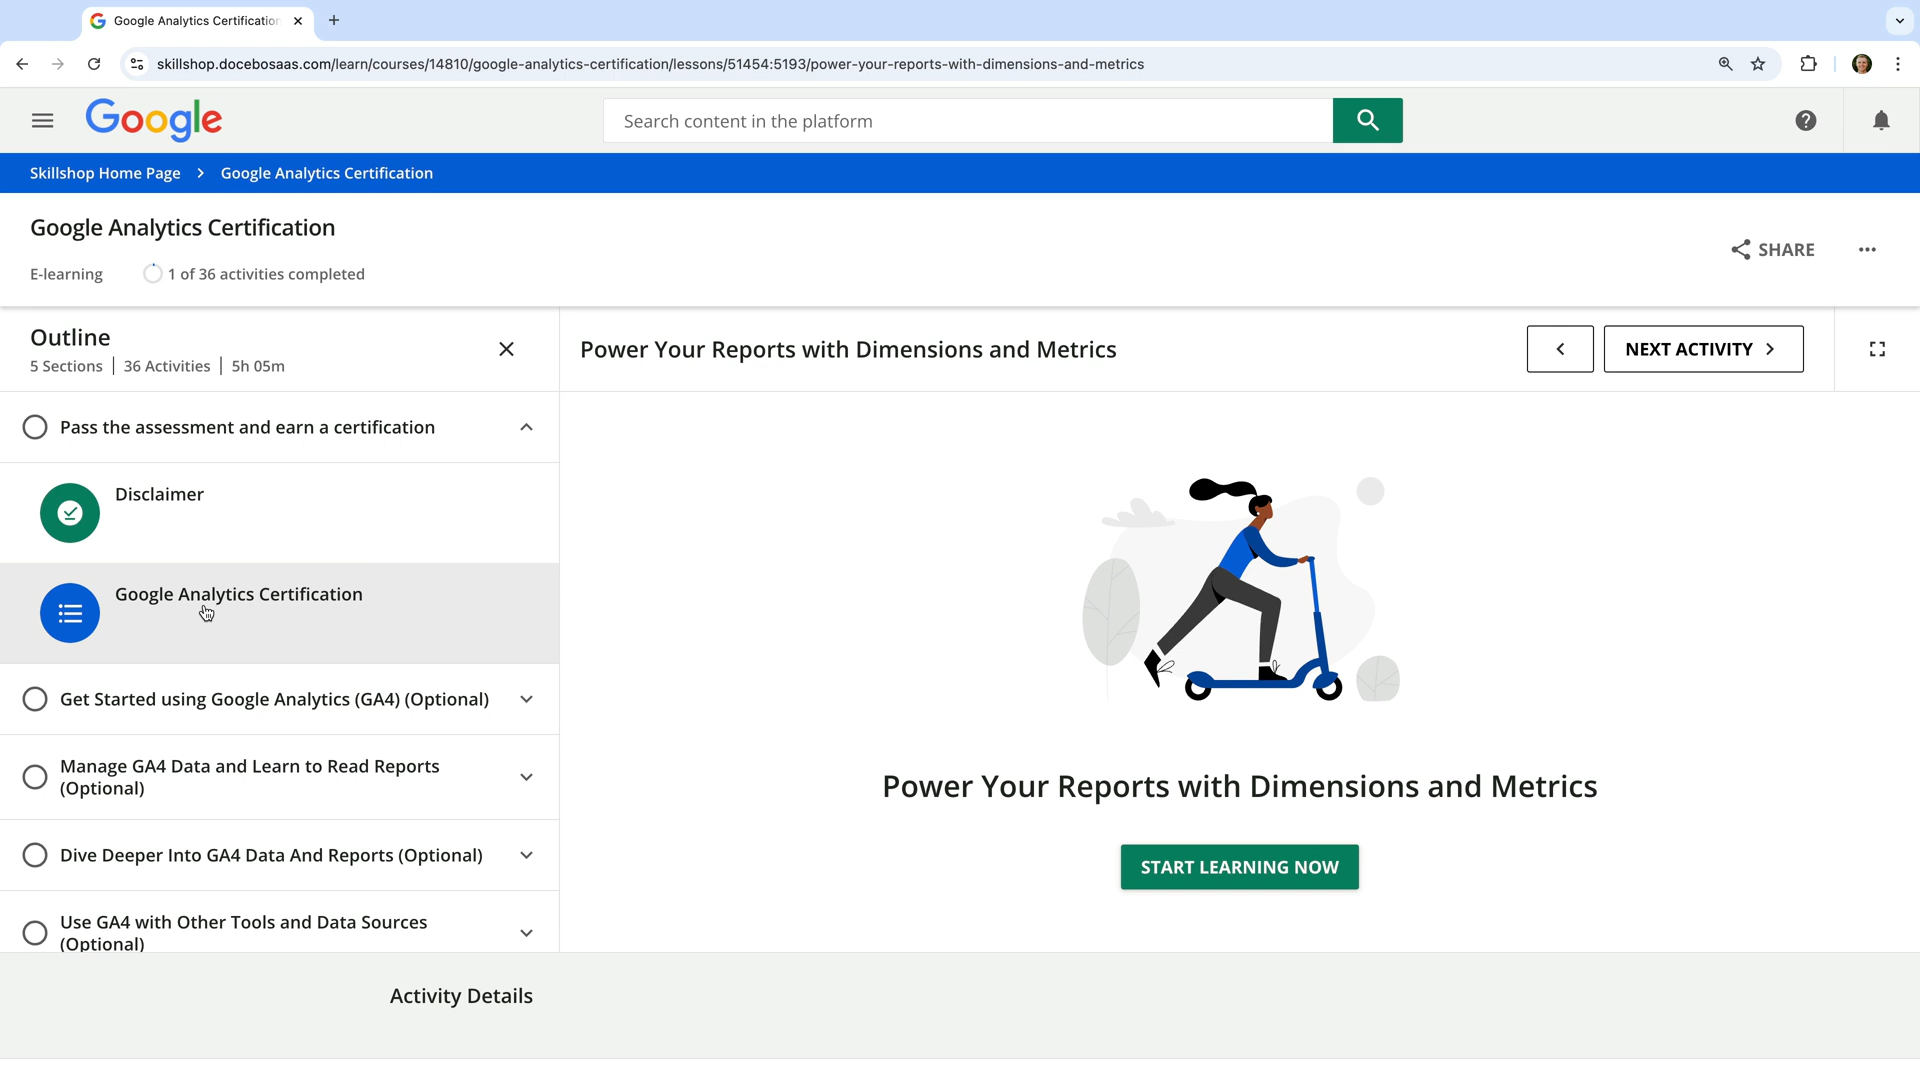 Google Analytics Certification
skillshop.docebosaas.com/learn/courses/14810/google-analytics-certification/lessons/51454:5193/power-your-reports-with-dimensions-and-metrics
Google
Search content in the platform
Skillshop Home Page > Google Analytics Certification
Google Analytics Certification
SHARE
E-learning
1 of 36 activities completed
Outline
5 Sections | 36 Activities | 5h 05m
Power Your Reports with Dimensions and Metrics
NEXT ACTIVITY
Pass the assessment and earn a certification
Disclaimer
Google Analytics Certification
Get Started using Google Analytics (GA4) (Optional)
Manage GA4 Data and Learn to Read Reports
(Optional)
Dive Deeper Into GA4 Data And Reports (Optional)
Use GA4 with Other Tools and Data Sources
(Optional)
Power Your Reports with Dimensions and Metrics
START LEARNING NOW
Activity Details